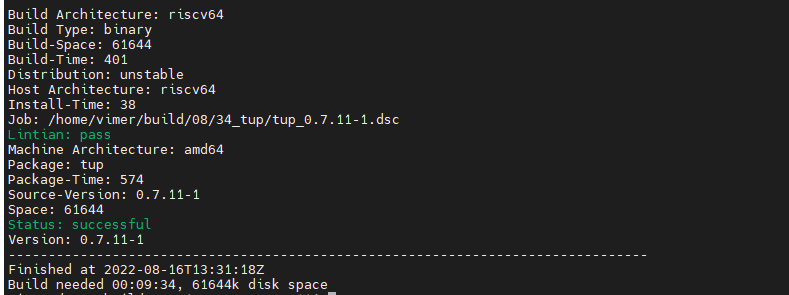 Build Architecture: riscv64
Build Type: binary
Build-Space: 61644
Build-Time: 401
Distribution: unstable
Host Architecture: riscv64
Install-Time: 38
Job: /home/vimer/build/08/34_tup/tup_0.7.11-1.dsc
Lintian: pass
Machine Architecture: amd64
Package: tup
Package-Time: 574
Source-Version: 0.7.11-1
Space: 61644
Status: successful
Version: 0.7.11-1
--------------------------------------------------------------------------------
Finished at 2022-08-16T13:31:18Z
Build needed 00:09:34, 61644k disk space